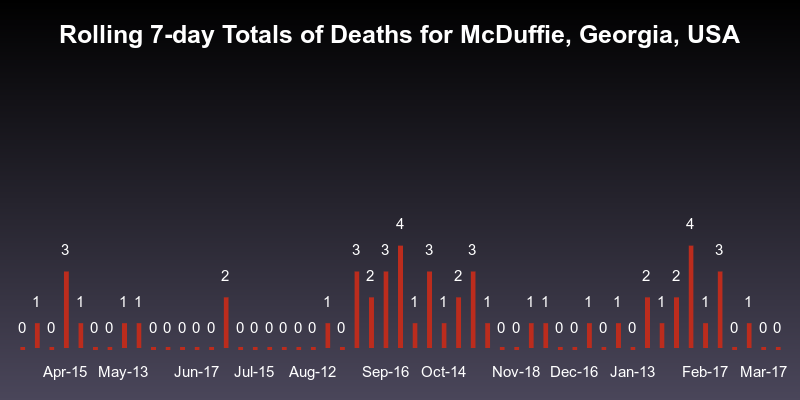 Rolling 7-day Totals of Deaths for McDuffie, Georgia, USA
0 1 0 3 1 0 0 1 1 0 0 0 0 0 2 0 0 0 0 0 0 1 0 3 2 3 4 1 3 1 2 3 1 0 0 1 1 0 0 1 0 1 0 2 1 2 4 1 3 0 1 0 0
Apr-15 May-13 Jun-17 Jul-15 Aug-12 Sep-16 Oct-14 Nov-18 Dec-16 Jan-13 Feb-17 Mar-17